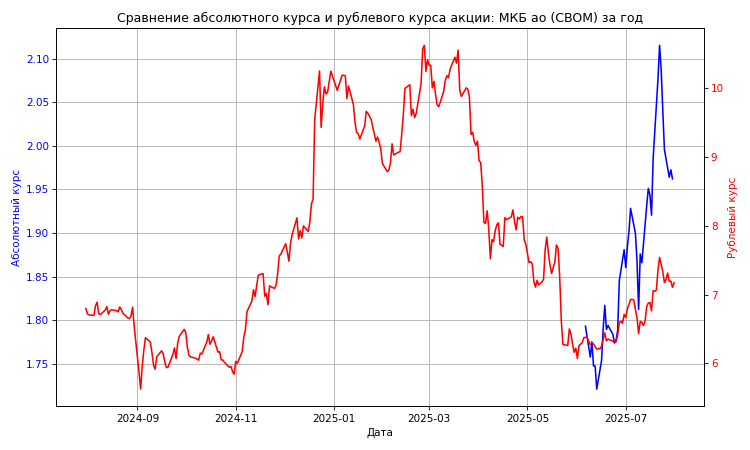 Сравнение абсолютного курса и рублевого курса акции: МКБ ао (CBOM) за год
Абсолютный курс
2.10
2.05
2.00
1.95
1.90
1.85
1.80
1.75
10
9
8
7
6
Рублевый курс
2024-09 2024-11 2025-01 2025-03 2025-05 2025-07
Дата